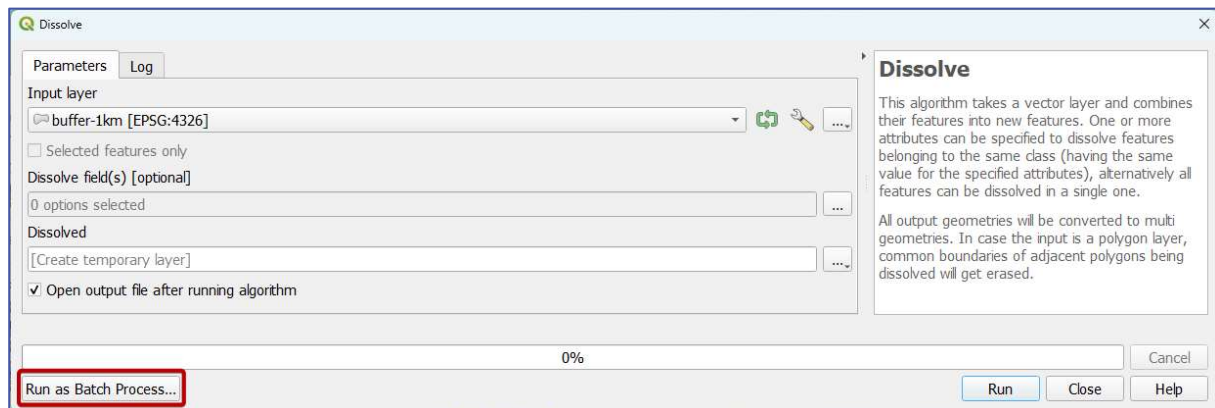 Dissolve
Parameters
Log
Input layer
buffer-1km [EPSG:4326]
...
Selected features only
Dissolve field(s) [optional]
0 options selected
...
Dissolved
[Create temporary layer]
...
Open output file after running algorithm
Dissolve
This algorithm takes a vector layer and combines
their features into new features. One or more
attributes can be specified to dissolve features
belonging to the same class (having the same
value for the specified attributes), alternatively all
features can be dissolved in a single one.
All output geometries will be converted to multi
geometries. In case the input is a polygon layer,
common boundaries of adjacent polygons being
dissolved will get erased.
0%
Cancel
Run as Batch Process...
Run
Close
Help